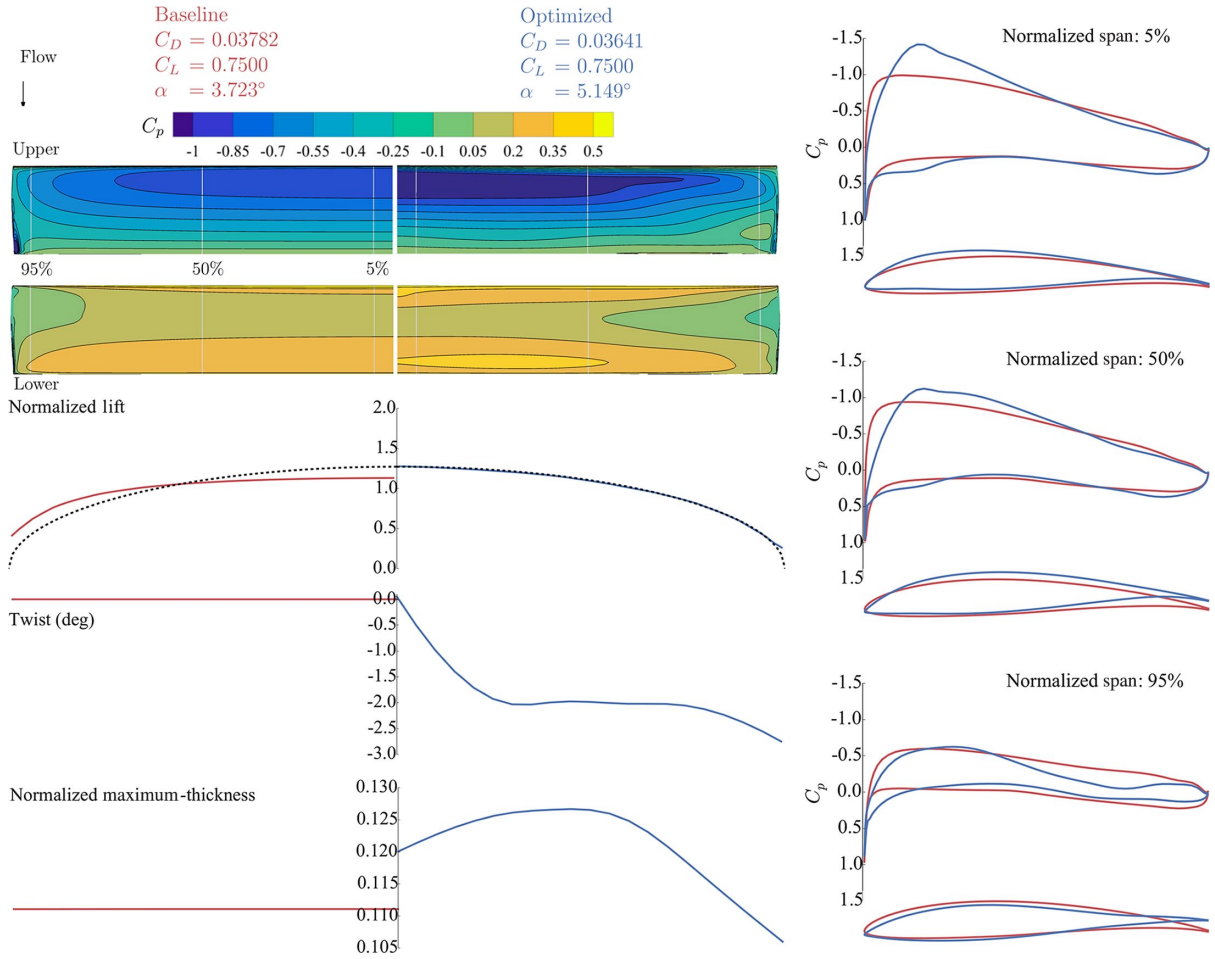 Baseline
C_D = 0.03782
C_L = 0.7500
α = 3.723°
Optimized
C_D = 0.03641
C_L = 0.7500
α = 5.149°
Flow
C_p
-1 -0.85 -0.7 -0.55 -0.4 -0.25 -0.1 0.05 0.2 0.35 0.5
Upper
95% 50% 5%
Lower
Normalized lift
2.0
1.5
1.0
0.5
0.0
Twist (deg)
0.0
-0.5
-1.0
-1.5
-2.0
-2.5
-3.0
Normalized maximum-thickness
0.130
0.125
0.120
0.115
0.110
0.105
Normalized span: 5%
C_p
-1.5
-1.0
-0.5
0.0
0.5
1.0
1.5
Normalized span: 50%
C_p
-1.5
-1.0
-0.5
0.0
0.5
1.0
1.5
Normalized span: 95%
C_p
-1.5
-1.0
-0.5
0.0
0.5
1.0
1.5